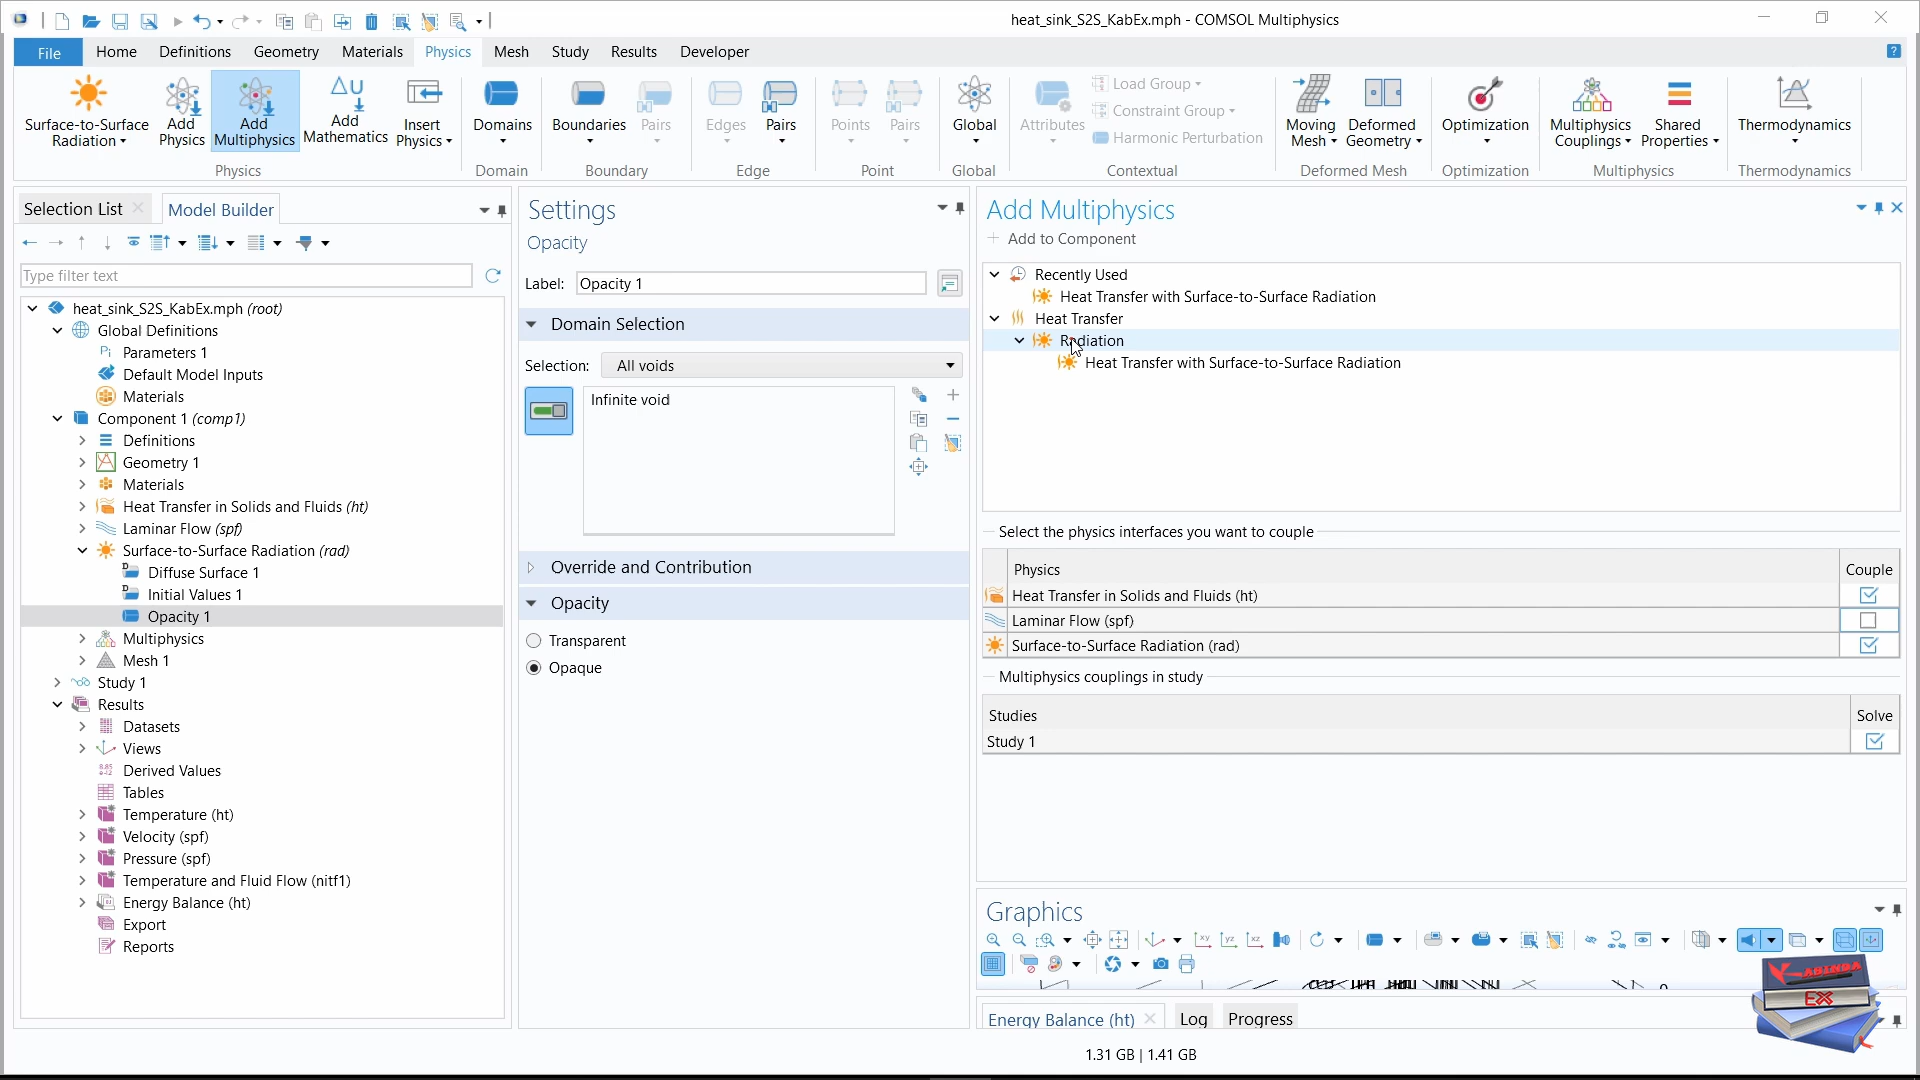 heat_sink_S2S_KabEx.mph - COMSOL Multiphysics
File Home Definitions Geometry Materials Physics Mesh Study Results Developer
Surface-to-Surface Radiation
Add Physics
Add Multiphysics
Add Mathematics
Insert Physics
Physics
Domains
Domain
Boundaries
Pairs
Boundary
Edges
Pairs
Edge
Points
Pairs
Point
Global
Global
Attributes
Load Group
Constraint Group
Harmonic Perturbation
Contextual
Moving Mesh
Deformed Geometry
Deformed Mesh
Optimization
Optimization
Multiphysics Couplings
Shared Properties
Multiphysics
Thermodynamics
Thermodynamics
Selection List
Model Builder
Type filter text
heat_sink_S2S_KabEx.mph (root)
Global Definitions
Pi Parameters 1
Default Model Inputs
Materials
Component 1 (comp1)
Definitions
Geometry 1
Materials
Heat Transfer in Solids and Fluids (ht)
Laminar Flow (spf)
Surface-to-Surface Radiation (rad)
D Diffuse Surface 1
D Initial Values 1
Opacity 1
Multiphysics
Mesh 1
Study 1
Results
Datasets
Views
8.85 e-12 Derived Values
Tables
Temperature (ht)
Velocity (spf)
Pressure (spf)
Temperature and Fluid Flow (nitf1)
Energy Balance (ht)
Export
Reports
Settings
Opacity
Label: Opacity 1
Domain Selection
Selection: All voids
Infinite void
Override and Contribution
Opacity
Transparent
Opaque
Add Multiphysics
+ Add to Component
Recently Used
Heat Transfer with Surface-to-Surface Radiation
Heat Transfer
Radiation
Heat Transfer with Surface-to-Surface Radiation
Select the physics interfaces you want to couple
Physics Couple
Heat Transfer in Solids and Fluids (ht)
Laminar Flow (spf)
Surface-to-Surface Radiation (rad)
Multiphysics couplings in study
Studies Solve
Study 1
Graphics
xy yz xz
Energy Balance (ht) Log Progress
KABINDA
EX
1.31 GB | 1.41 GB